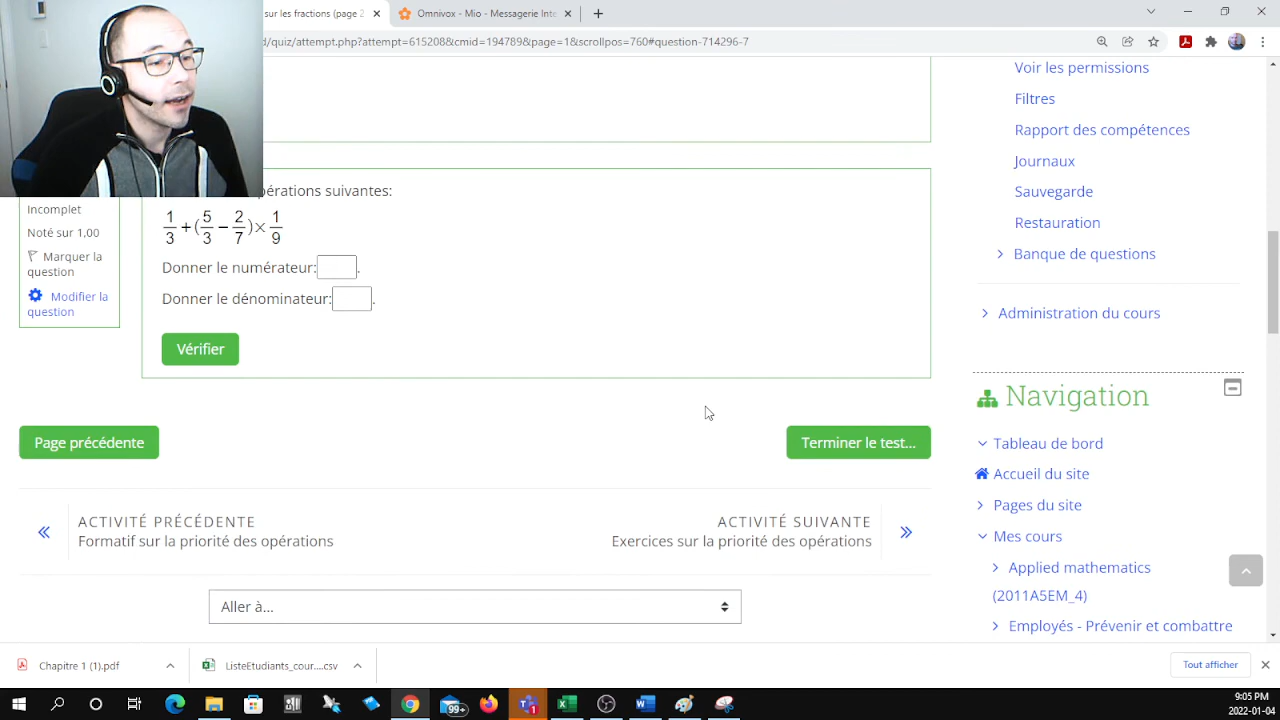 sur les fractions (page 2
Omnivox - Mio - Messagerie Inte
d/quiz/attempt.php?attempt=615208&cmid=194789&page=1&scrollpos=760#question-714296-7
Voir les permissions
Filtres
Rapport des compétences
Journaux
Sauvegarde
Restauration
Banque de questions
Administration du cours
Navigation
Tableau de bord
Accueil du site
Pages du site
Mes cours
Applied mathematics
(2011A5EM_4)
Employés - Prévenir et combattre
Incomplet
Noté sur 1,00
Marquer la
question
Modifier la
question
opérations suivantes:
1/3 + (5/3 − 2/7) × 1/9
Donner le numérateur: .
Donner le dénominateur: .
Vérifier
Page précédente
Terminer le test...
ACTIVITÉ PRÉCÉDENTE
Formatif sur la priorité des opérations
ACTIVITÉ SUIVANTE
Exercices sur la priorité des opérations
Aller à...
Chapitre 1 (1).pdf
ListeEtudiants_cour....csv
Tout afficher
99+
1
9:05 PM
2022-01-04